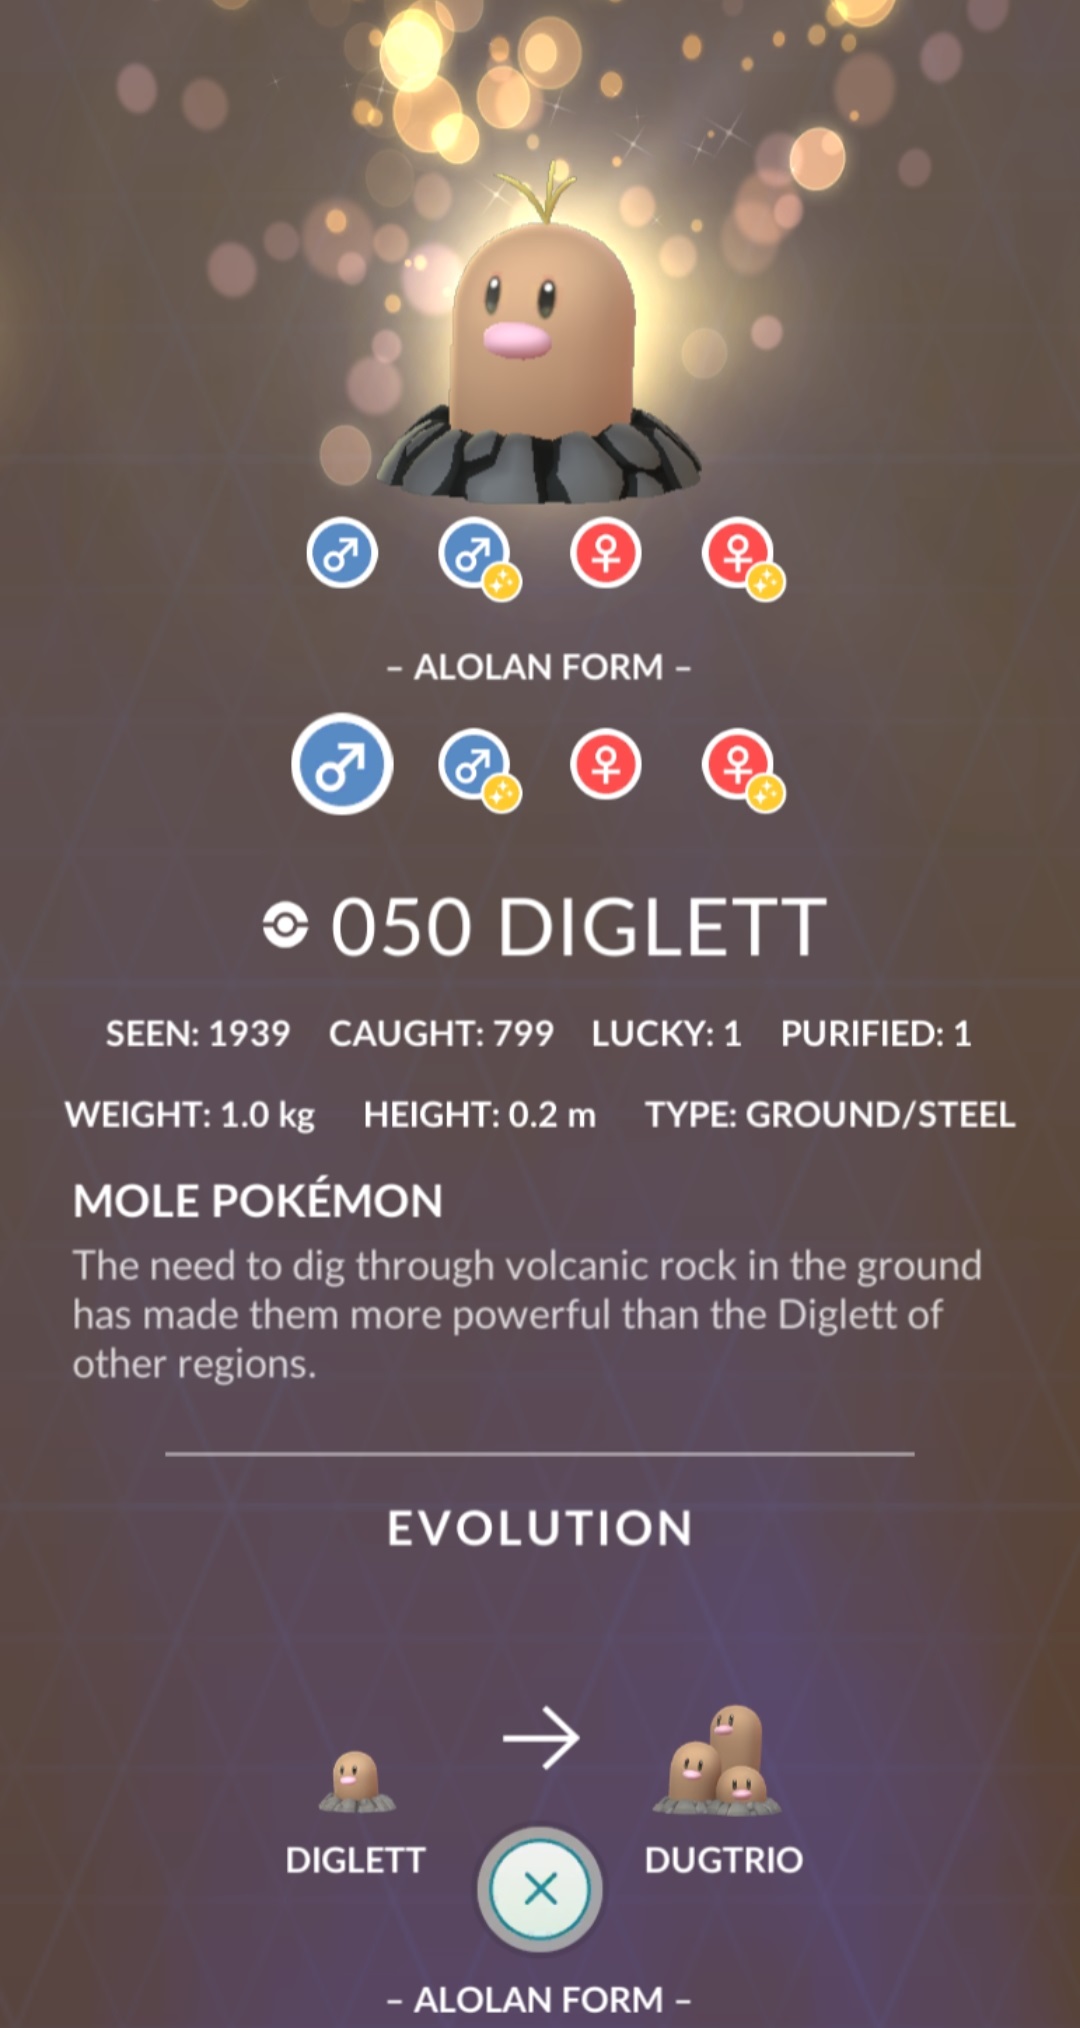 – ALOLAN FORM –
050 DIGLETT
SEEN: 1939 CAUGHT: 799 LUCKY: 1 PURIFIED: 1
WEIGHT: 1.0 kg HEIGHT: 0.2 m TYPE: GROUND/STEEL
MOLE POKÉMON
The need to dig through volcanic rock in the ground
has made them more powerful than the Diglett of
other regions.
EVOLUTION
DIGLETT DUGTRIO
– ALOLAN FORM –